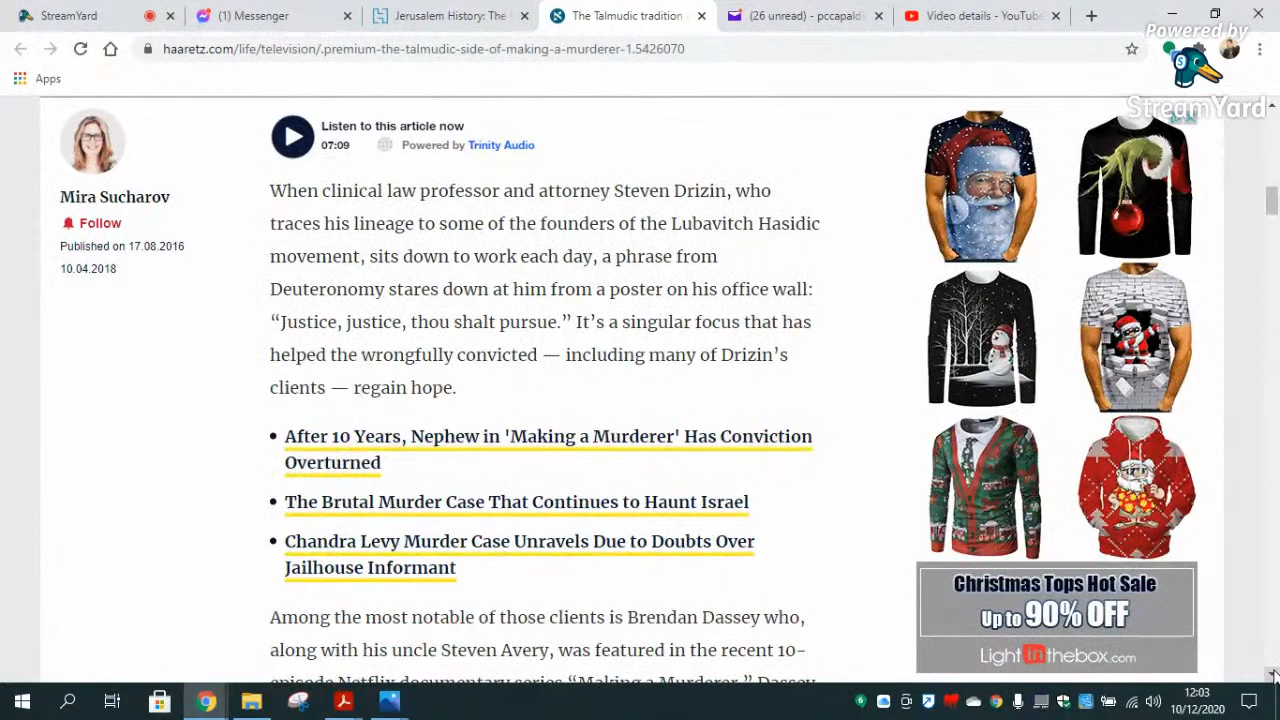 StreamYard
(1) Messenger
Jerusalem History: The
The Talmudic tradition
(26 unread) - pccapald
Video details - YouTube
Powered by
haaretz.com/life/television/.premium-the-talmudic-side-of-making-a-murderer-1.5426070
StreamYard
Apps
Mira Sucharov
Follow
Published on 17.08.2016
10.04.2018
Listen to this article now
07:09
Powered by Trinity Audio
When clinical law professor and attorney Steven Drizin, who
traces his lineage to some of the founders of the Lubavitch Hasidic
movement, sits down to work each day, a phrase from
Deuteronomy stares down at him from a poster on his office wall:
“Justice, justice, thou shalt pursue.” It’s a singular focus that has
helped the wrongfully convicted — including many of Drizin’s
clients — regain hope.
After 10 Years, Nephew in 'Making a Murderer' Has Conviction
Overturned
The Brutal Murder Case That Continues to Haunt Israel
Chandra Levy Murder Case Unravels Due to Doubts Over
Jailhouse Informant
Among the most notable of those clients is Brendan Dassey who,
along with his uncle Steven Avery, was featured in the recent 10-
episode Netflix documentary series “Making a Murderer.” Dassey
Christmas Tops Hot Sale
Up to 90% OFF
Lightinthebox.com
12:03
10/12/2020